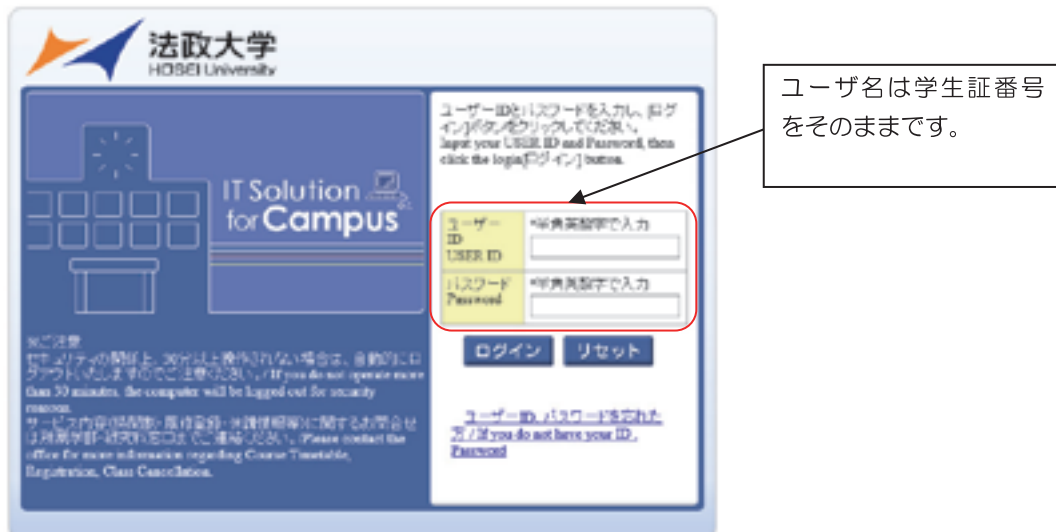 法政大学
HOSEI University
ユーザーIDとパスワードを入力し、[ログ
イン]ボタンをクリックしてください。
Input your USER ID and Password, then
click the login[ログイン] button.
ユーザ名は学生証番号
をそのままです。
IT Solution
for Campus
ユーザー
ID
USER ID
*半角英数字で入力
パスワード
Password
*半角英数字で入力
ログイン リセット
※ご注意
セキュリティの関係上、30分以上操作されない場合は、自動的にロ
グアウトいたしますのでご注意ください。/ If you do not operate more
than 30 minutes, the computer will be logged out for security
reason.
サービス内容(時間割・履修登録・休講情報等)に関するお問合せ
は所属学部・研究科窓口までご連絡ください。/Please contact the
office for more information regarding Course Timetable,
Registration, Class Cancellation.
ユーザーID、パスワードを忘れた
方 / If you do not have your ID ,
Password